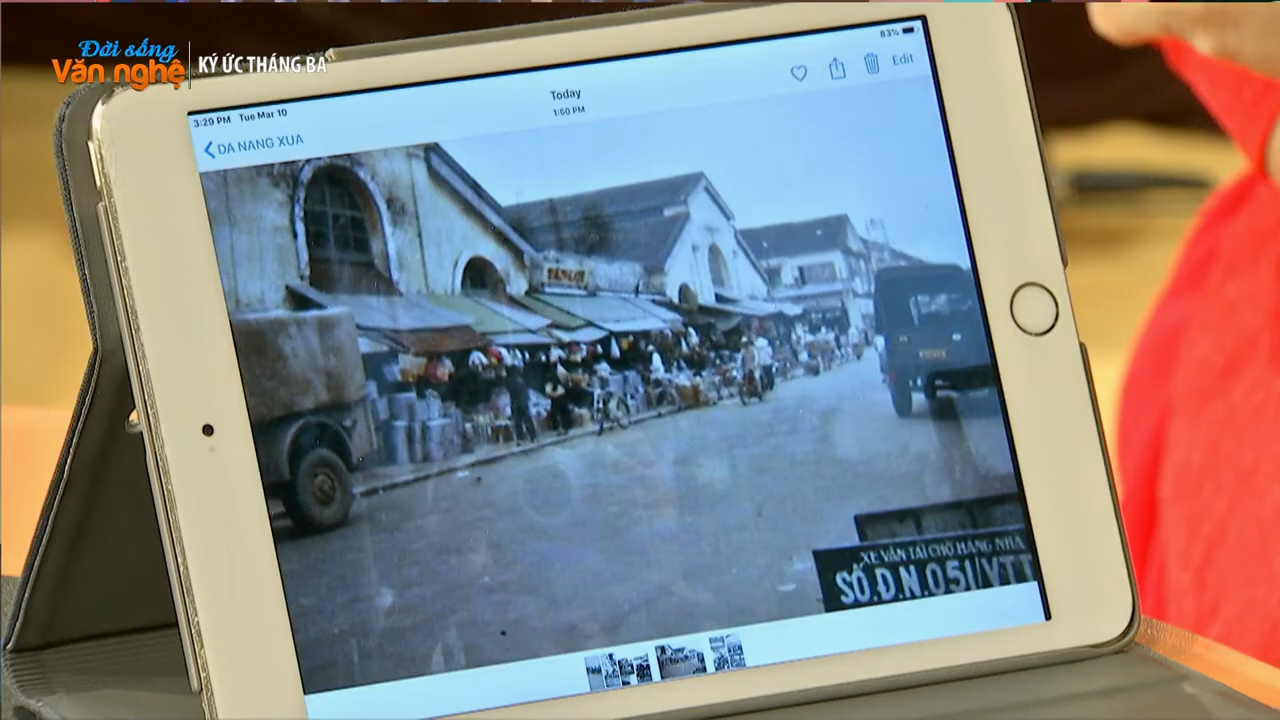 Đời sống
Văn nghệ
KÝ ỨC THÁNG BA
83%
3:29 PM Tue Mar 10
Today
1:50 PM
Edit
DA NANG XUA
XE VẬN TẢI CHỞ HÀNG NHÀ
SỐ.Đ.N.051/VTT